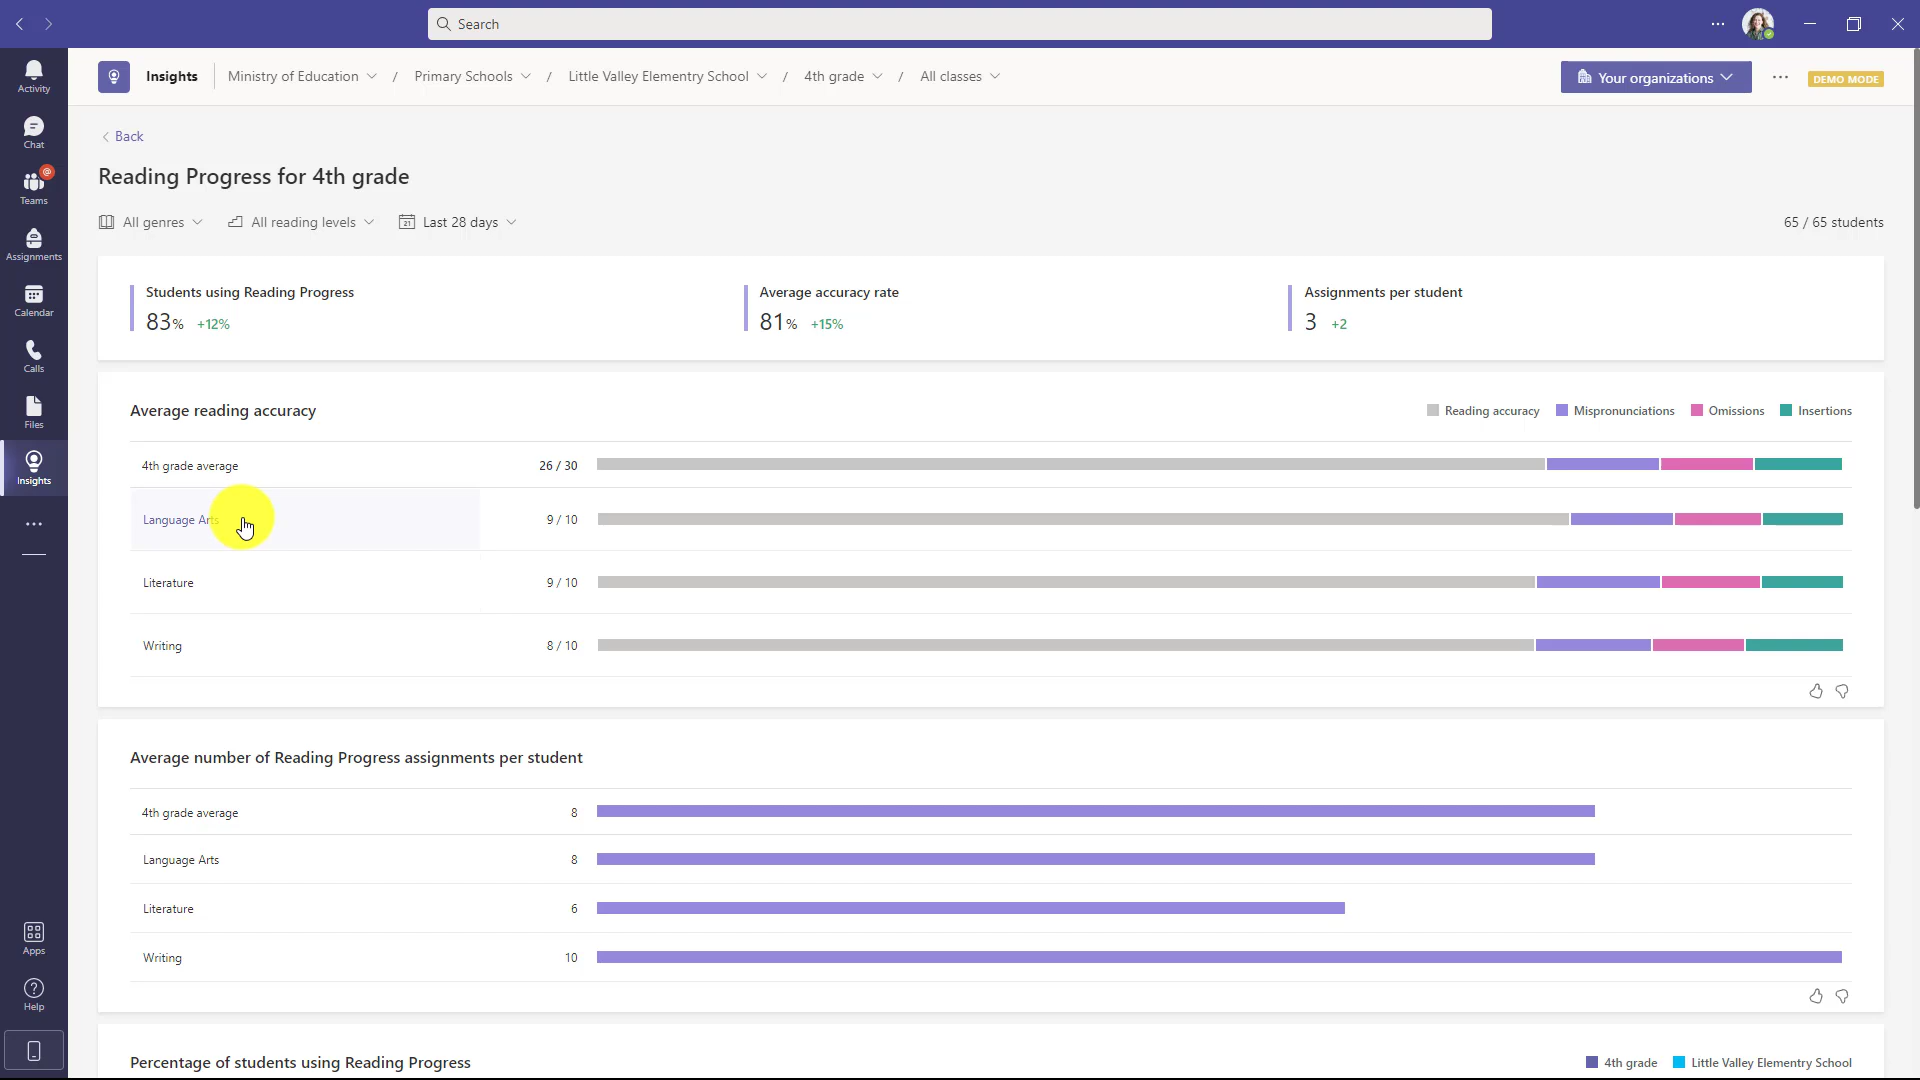 Search
Activity
Chat
@
Teams
Assignments
Calendar
Calls
Files
Insights
Apps
Help
Insights Ministry of Education / Primary Schools / Little Valley Elementry School / 4th grade / All classes Your organizations DEMO MODE
Back
Reading Progress for 4th grade
All genres All reading levels 21 Last 28 days 65 / 65 students
Students using Reading Progress
83% +12%
Average accuracy rate
81% +15%
Assignments per student
3 +2
Average reading accuracy Reading accuracy Mispronunciations Omissions Insertions
4th grade average 26 / 30
Language Arts 9 / 10
Literature 9 / 10
Writing 8 / 10
Average number of Reading Progress assignments per student
4th grade average 8
Language Arts 8
Literature 6
Writing 10
Percentage of students using Reading Progress 4th grade Little Valley Elementry School